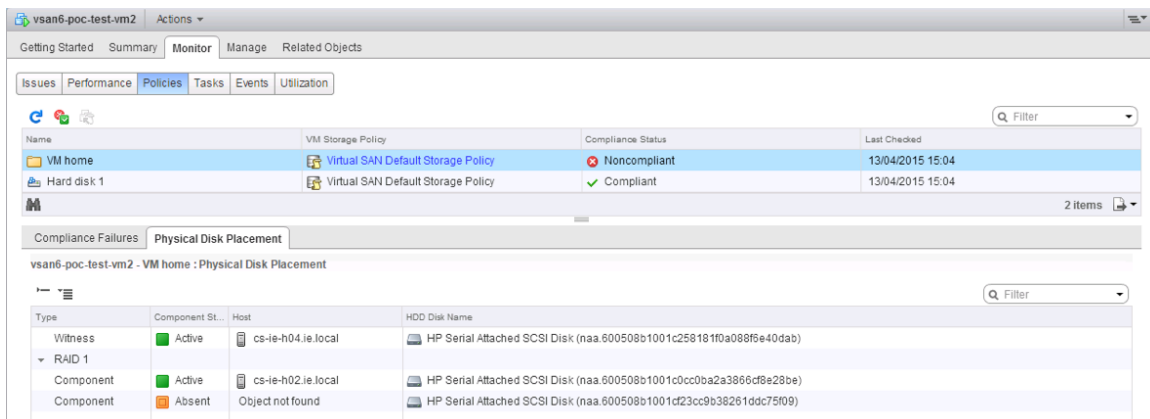 vsan6-poc-test-vm2 Actions
Getting Started Summary Monitor Manage Related Objects
Issues Performance Policies Tasks Events Utilization
Filter
Name VM Storage Policy Compliance Status Last Checked
VM home Virtual SAN Default Storage Policy Noncompliant 13/04/2015 15:04
Hard disk 1 Virtual SAN Default Storage Policy Compliant 13/04/2015 15:04
2 items
Compliance Failures Physical Disk Placement
vsan6-poc-test-vm2 - VM home : Physical Disk Placement
Filter
Type Component St... Host HDD Disk Name
Witness Active cs-ie-h04.ie.local HP Serial Attached SCSI Disk (naa.600508b1001c258181f0a088f6e40dab)
RAID 1
Component Active cs-ie-h02.ie.local HP Serial Attached SCSI Disk (naa.600508b1001c0cc0ba2a3866cf8e28be)
Component Absent Object not found HP Serial Attached SCSI Disk (naa.600508b1001cf23cc9b38261ddc75f09)